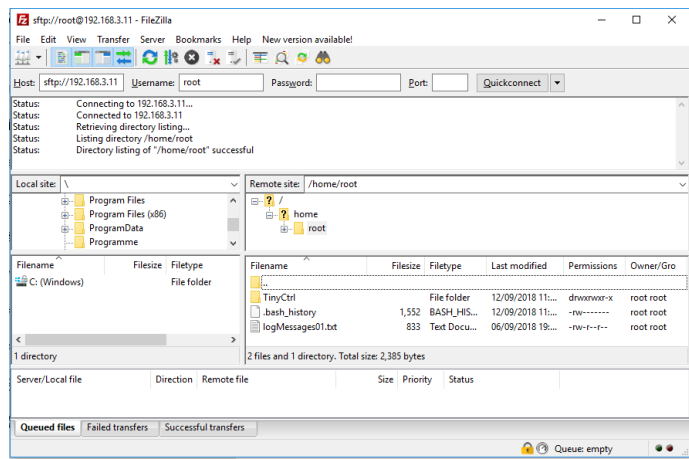 sftp://root@192.168.3.11 - FileZilla
File Edit View Transfer Server Bookmarks Help New version available!
Host: sftp://192.168.3.11 Username: root Password: Port: Quickconnect
Status: Connecting to 192.168.3.11...
Status: Connected to 192.168.3.11
Status: Retrieving directory listing...
Status: Listing directory /home/root
Status: Directory listing of "/home/root" successful
Local site: \ Remote site: /home/root
Program Files ? /
Program Files (x86) ? home
ProgramData root
Programme
Filename Filesize Filetype Filename Filesize Filetype Last modified Permissions Owner/Gro
C: (Windows) File folder ..
TinyCtrl File folder 12/09/2018 11:... drwxrwxr-x root root
.bash_history 1,552 BASH_HIS... 12/09/2018 11:... -rw------- root root
logMessages01.txt 833 Text Docu... 06/09/2018 19:... -rw-r--r-- root root
1 directory 2 files and 1 directory. Total size: 2,385 bytes
Server/Local file Direction Remote file Size Priority Status
Queued files Failed transfers Successful transfers
Queue: empty